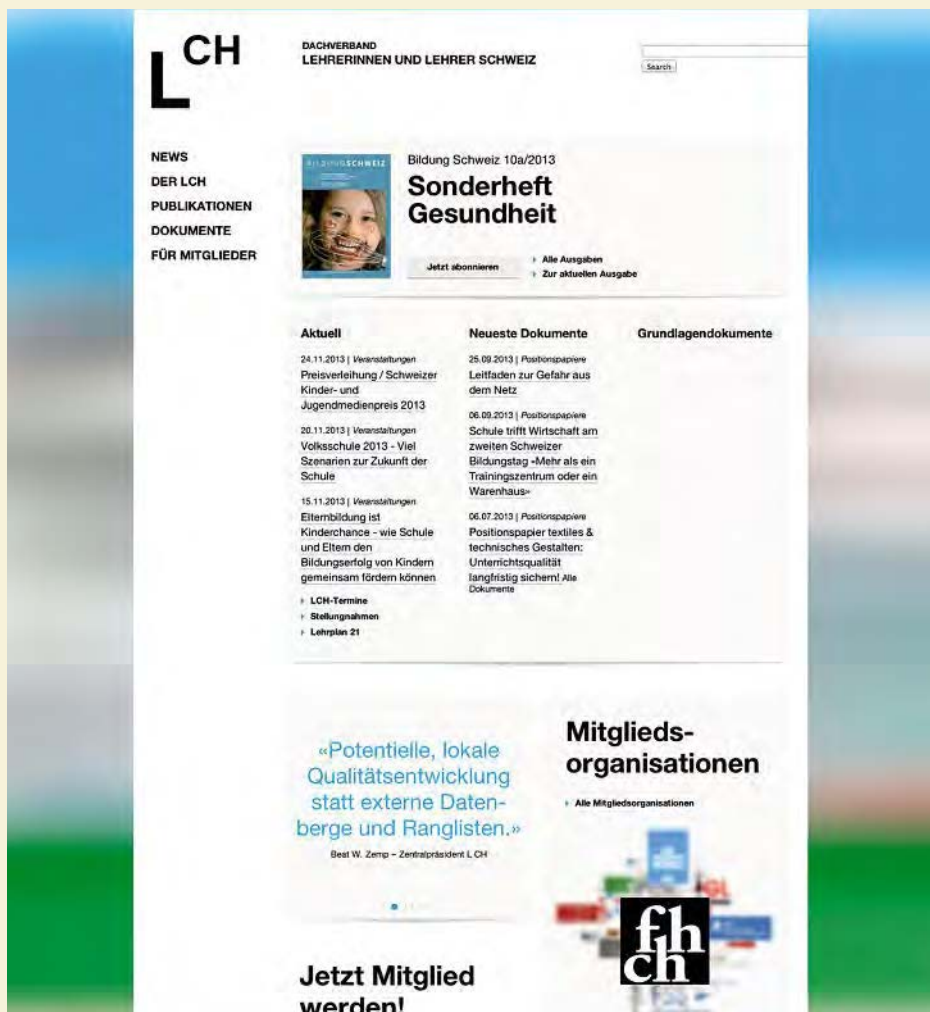 LCH
DACHVERBAND
LEHRERINNEN UND LEHRER SCHWEIZ
Search
NEWS
DER LCH
PUBLIKATIONEN
DOKUMENTE
FÜR MITGLIEDER
BILDUNG SCHWEIZ
Bildung Schweiz 10a/2013
Sonderheft
Gesundheit
Jetzt abonnieren
Alle Ausgaben
Zur aktuellen Ausgabe
Aktuell
24.11.2013 | Veranstaltungen
Preisverleihung / Schweizer
Kinder- und
Jugendmedienpreis 2013
20.11.2013 | Veranstaltungen
Volksschule 2013 - Viel
Szenarien zur Zukunft der
Schule
15.11.2013 | Veranstaltungen
Elternbildung ist
Kinderchance - wie Schule
und Eltern den
Bildungserfolg von Kindern
gemeinsam fördern können
LCH-Termine
Stellungnahmen
Lehrplan 21
Neueste Dokumente
25.09.2013 | Positionspapiere
Leitfaden zur Gefahr aus
dem Netz
06.09.2013 | Positionspapiere
Schule trifft Wirtschaft am
zweiten Schweizer
Bildungstag «Mehr als ein
Trainingszentrum oder ein
Warenhaus»
06.07.2013 | Positionspapiere
Positionspapier textiles &
technisches Gestalten:
Unterrichtsqualität
langfristig sichern! Alle
Dokumente
Grundlagendokumente
«Potentielle, lokale
Qualitätsentwicklung
statt externe Daten-
berge und Ranglisten.»
Beat W. Zemp – Zentralpräsident L CH
Mitglieds-
organisationen
Alle Mitgliedsorganisationen
GL
fh
ch
Jetzt Mitglied
werden!